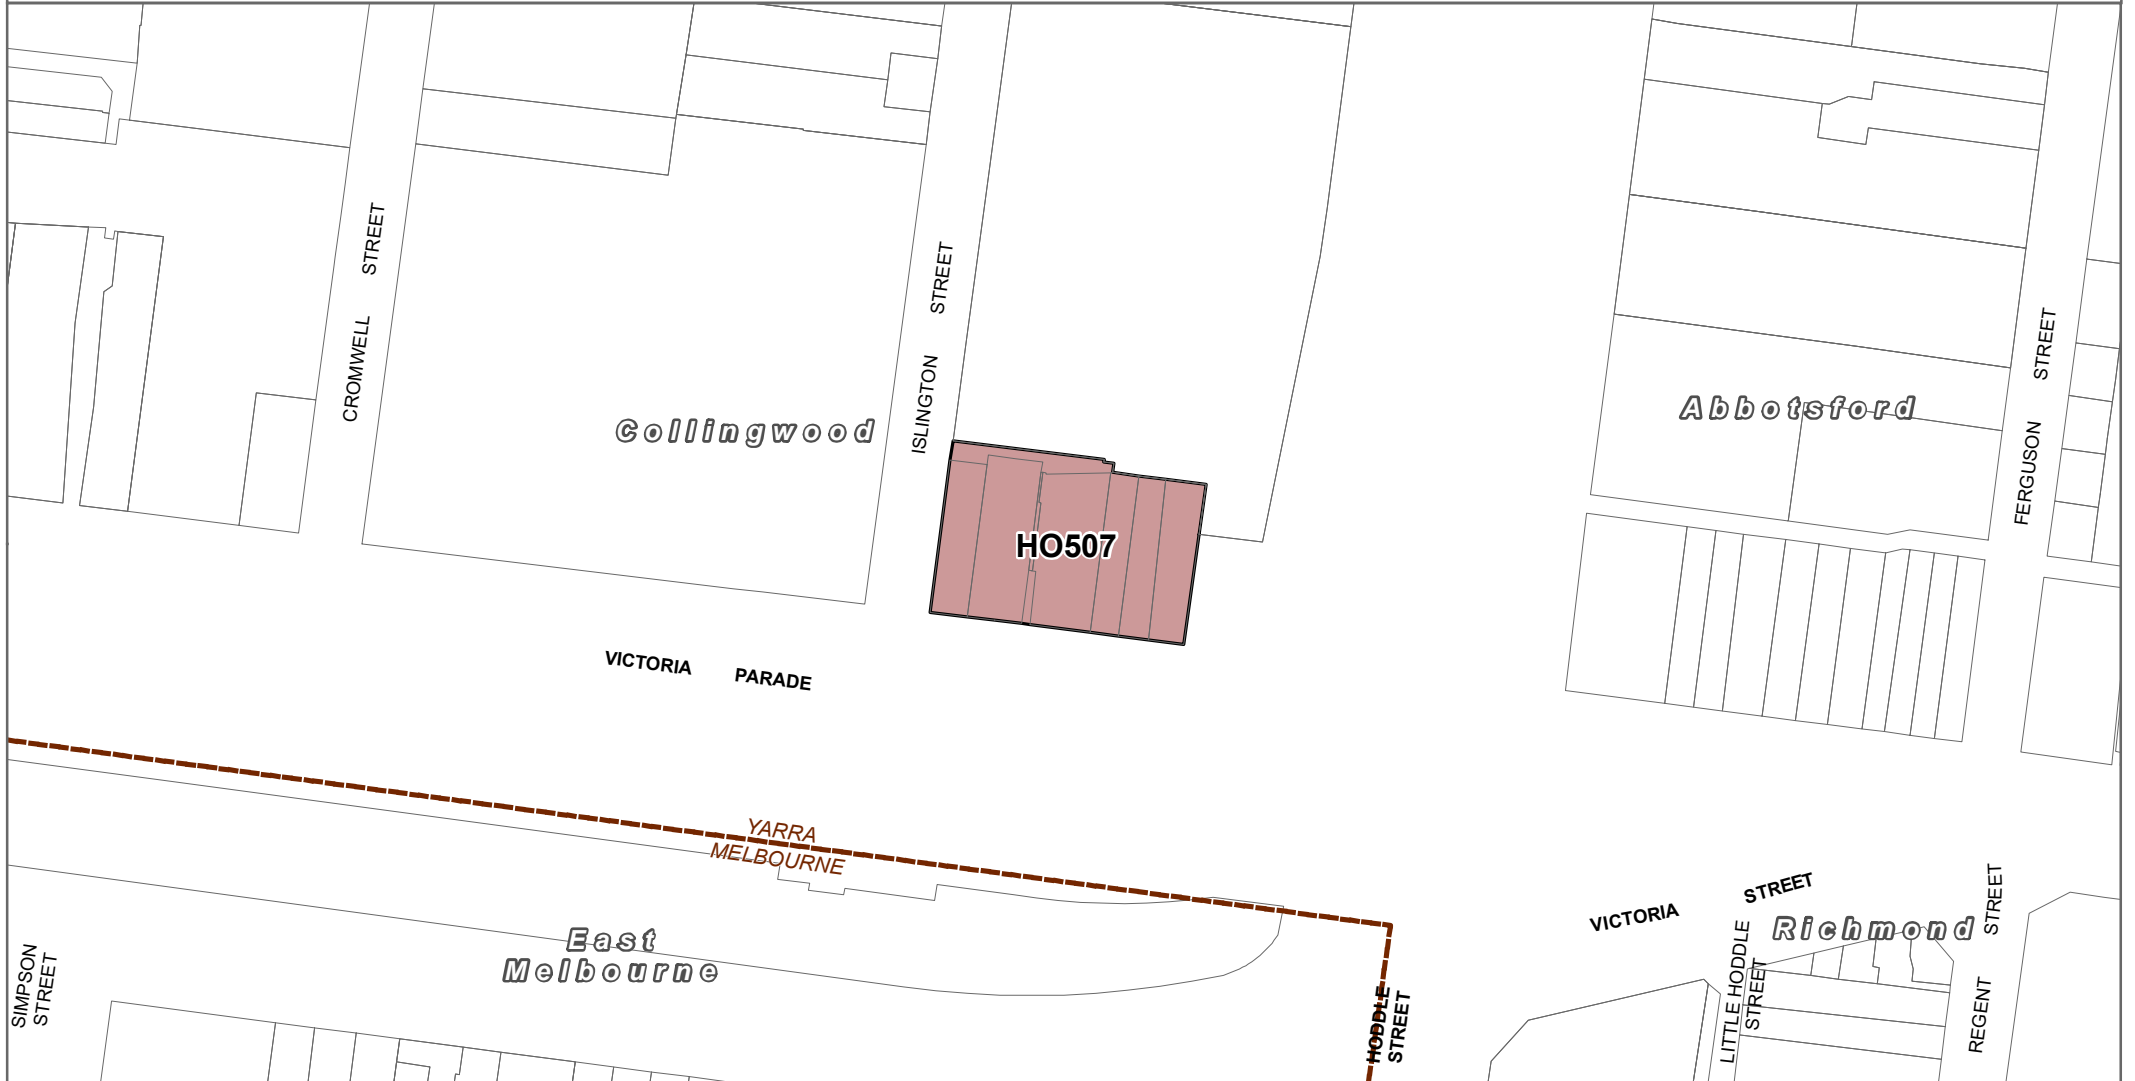 CROMWELL STREET
ISLINGTON STREET
Collingwood
Abbotsford
FERGUSON STREET
HO507
VICTORIA PARADE
YARRA
MELBOURNE
East
Melbourne
SIMPSON
STREET
HODDLE
STREET
VICTORIA STREET
Richmond
LITTLE HODDLE
STREET
REGENT STREET